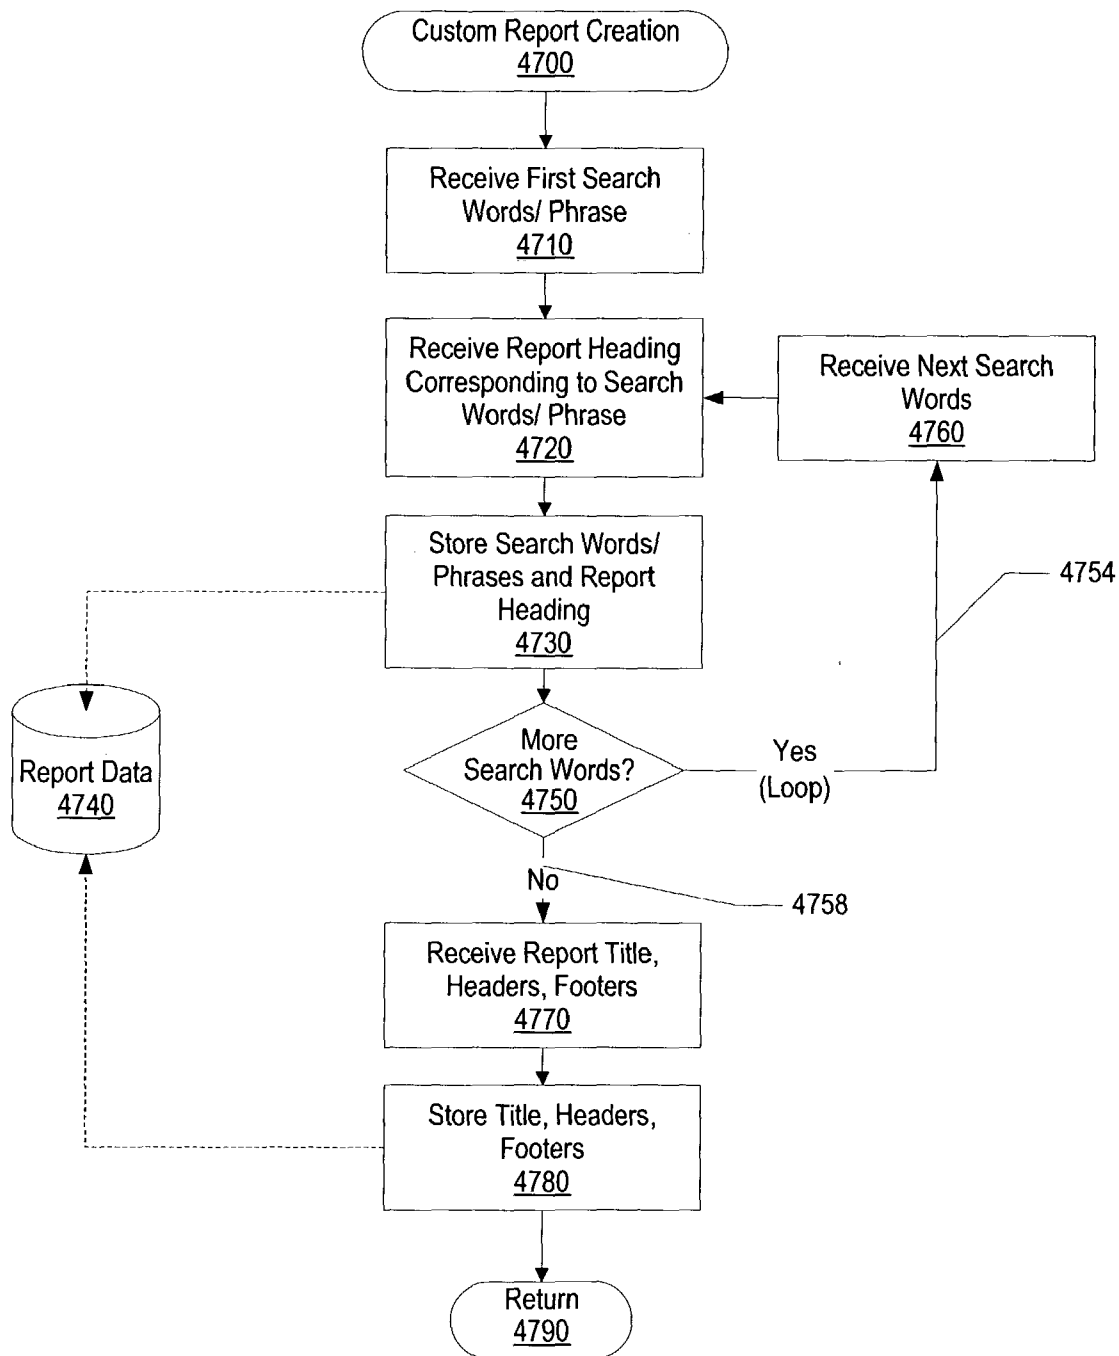 Custom Report Creation
4700
Receive First Search
Words/ Phrase
4710
Receive Report Heading
Corresponding to Search
Words/ Phrase
4720
Receive Next Search
Words
4760
Store Search Words/
Phrases and Report
Heading
4730
4754
Report Data
4740
More
Search Words?
4750
Yes
(Loop)
No
4758
Receive Report Title,
Headers, Footers
4770
Store Title, Headers,
Footers
4780
Return
4790